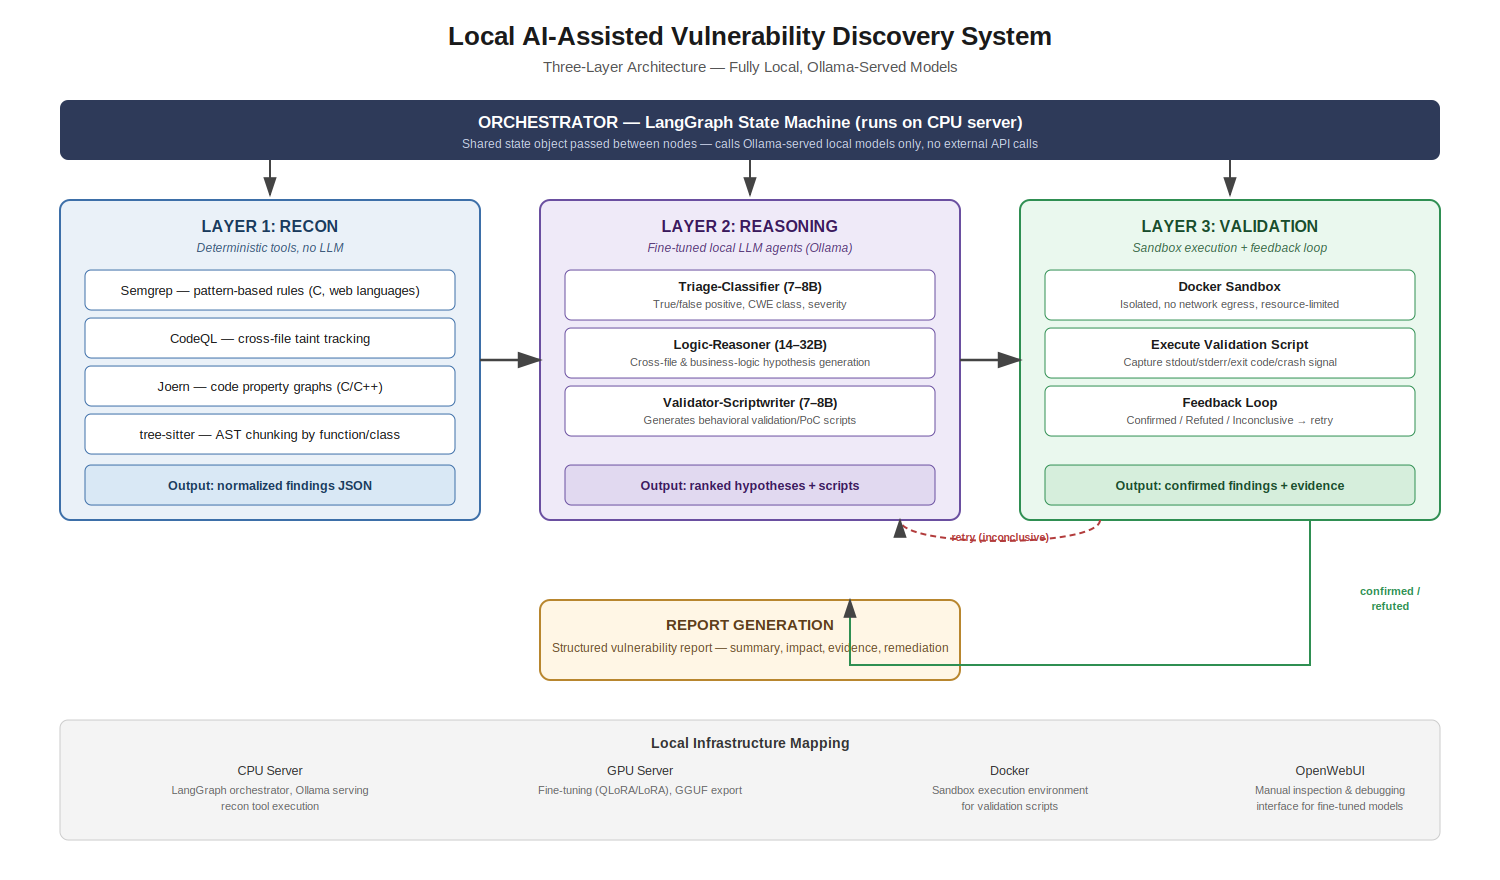 Local AI-Assisted Vulnerability Discovery System
Three-Layer Architecture — Fully Local, Ollama-Served Models
ORCHESTRATOR — LangGraph State Machine (runs on CPU server)
Shared state object passed between nodes — calls Ollama-served local models only, no external API calls
LAYER 1: RECON
Deterministic tools, no LLM
Semgrep — pattern-based rules (C, web languages)
CodeQL — cross-file taint tracking
Joern — code property graphs (C/C++)
tree-sitter — AST chunking by function/class
Output: normalized findings JSON
LAYER 2: REASONING
Fine-tuned local LLM agents (Ollama)
Triage-Classifier (7–8B)
True/false positive, CWE class, severity
Logic-Reasoner (14–32B)
Cross-file & business-logic hypothesis generation
Validator-Scriptwriter (7–8B)
Generates behavioral validation/PoC scripts
Output: ranked hypotheses + scripts
LAYER 3: VALIDATION
Sandbox execution + feedback loop
Docker Sandbox
Isolated, no network egress, resource-limited
Execute Validation Script
Capture stdout/stderr/exit code/crash signal
Feedback Loop
Confirmed / Refuted / Inconclusive → retry
Output: confirmed findings + evidence
retry (inconclusive)
confirmed /
refuted
REPORT GENERATION
Structured vulnerability report — summary, impact, evidence, remediation
Local Infrastructure Mapping
CPU Server
LangGraph orchestrator, Ollama serving
recon tool execution
GPU Server
Fine-tuning (QLoRA/LoRA), GGUF export
Docker
Sandbox execution environment
for validation scripts
OpenWebUI
Manual inspection & debugging
interface for fine-tuned models